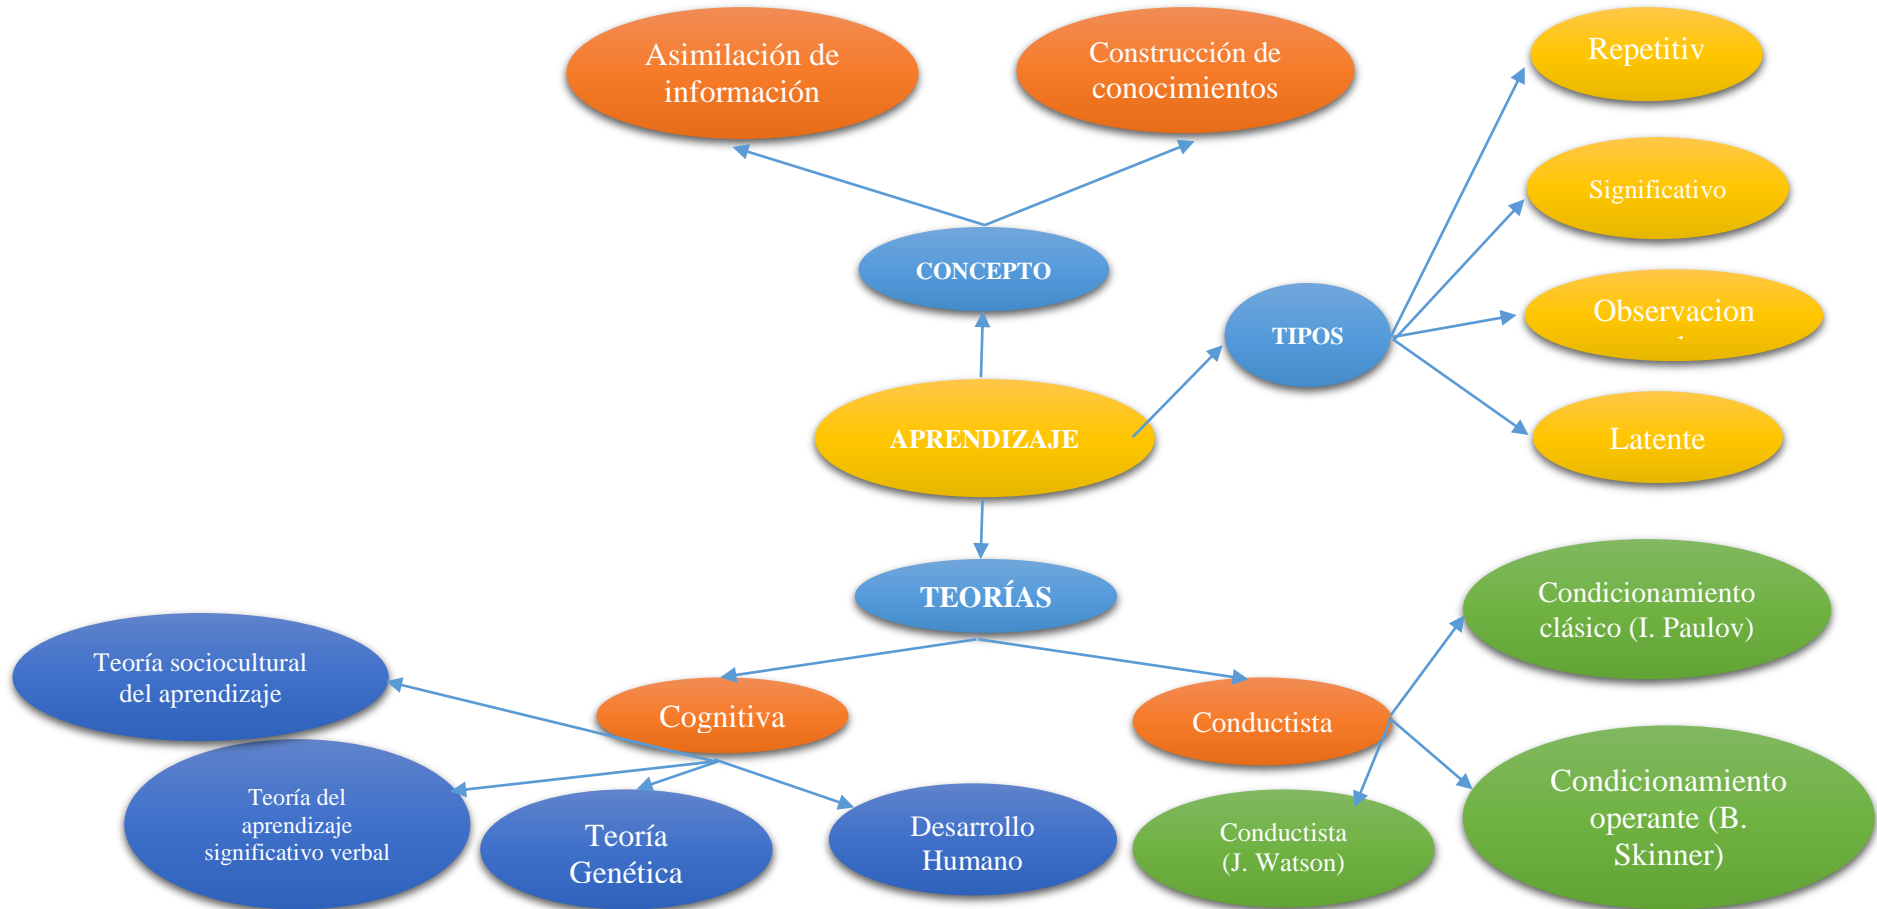 Asimilación de
información
Construcción de
conocimientos
Repetitiv
Significativo
Observacion
Latente
CONCEPTO
TIPOS
APRENDIZAJE
TEORÍAS
Cognitiva
Conductista
Teoría sociocultural
del aprendizaje
Teoría del
aprendizaje
significativo verbal
Teoría
Genética
Desarrollo
Humano
Conductista
(J. Watson)
Condicionamiento
clásico (I. Paulov)
Condicionamiento
operante (B.
Skinner)